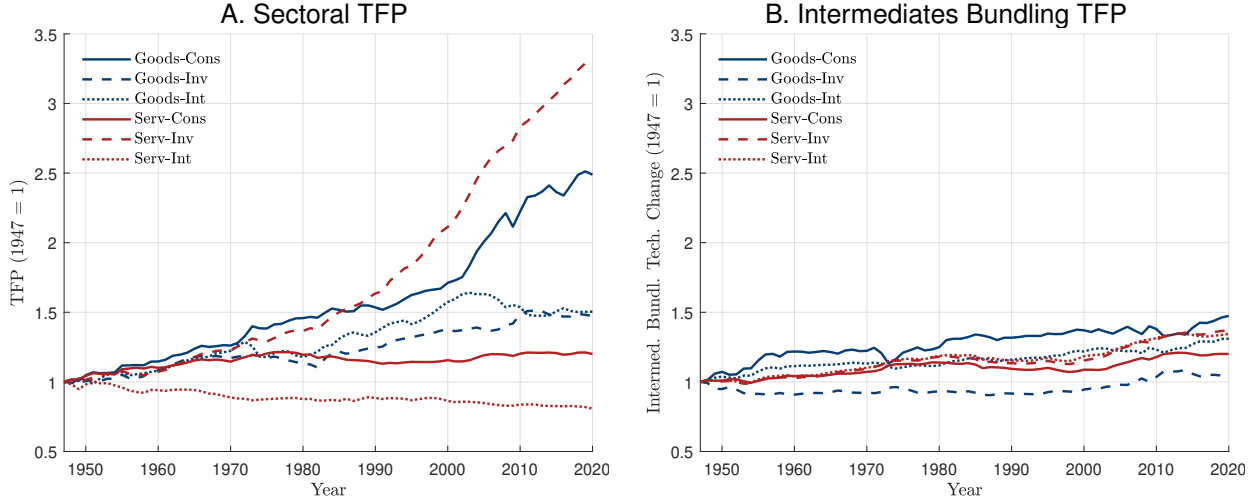 A. Sectoral TFP
TFP (1947 = 1)
3.5
3
2.5
2
1.5
1
0.5
Goods-Cons
Goods-Inv
Goods-Int
Serv-Cons
Serv-Inv
Serv-Int
1950 1960 1970 1980 1990 2000 2010 2020
Year
B. Intermediates Bundling TFP
Intermed. Bundl. Tech. Change (1947 = 1)
3.5
3
2.5
2
1.5
1
0.5
Goods-Cons
Goods-Inv
Goods-Int
Serv-Cons
Serv-Inv
Serv-Int
1950 1960 1970 1980 1990 2000 2010 2020
Year